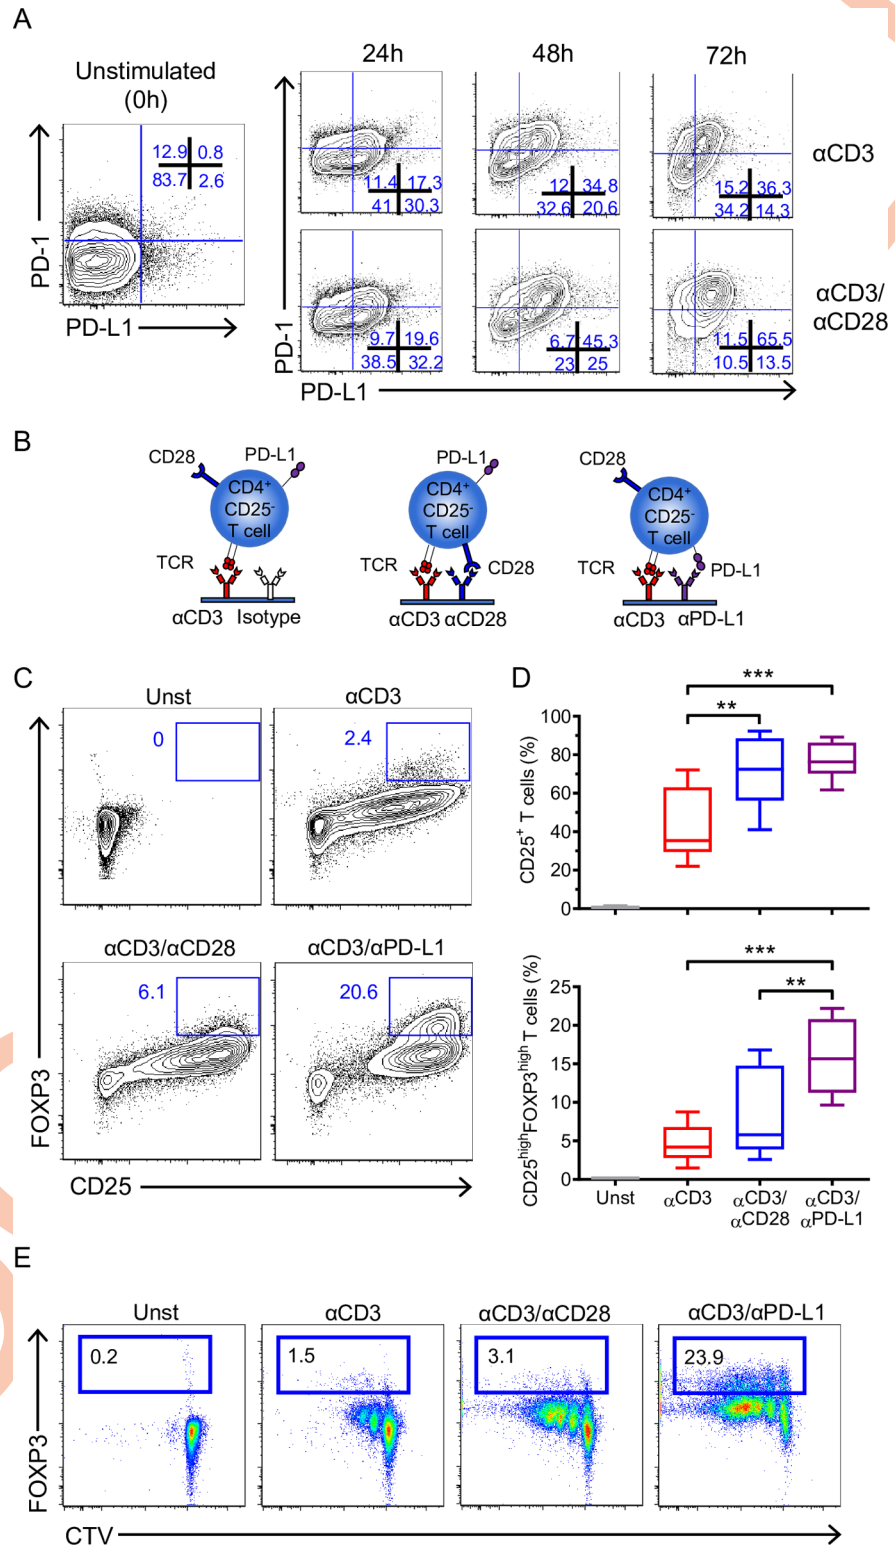 A
Unstimulated
(0h)
24h
48h
72h
12.9 0.8
83.7 2.6
PD-1
PD-L1
11.4 17.3
41 30.3
12 34.8
32.6 20.6
15.2 36.3
34.2 14.3
αCD3
9.7 19.6
38.5 32.2
6.7 45.3
23 25
11.5 65.5
10.5 13.5
αCD3/
αCD28
PD-1
PD-L1
B
CD28
PD-L1
CD4+
CD25-
T cell
TCR
αCD3 Isotype
PD-L1
CD4+
CD25-
T cell
TCR
CD28
αCD3 αCD28
CD28
CD4+
CD25-
T cell
TCR
PD-L1
αCD3 αPD-L1
C
Unst
αCD3
0
2.4
αCD3/αCD28
αCD3/αPD-L1
6.1
20.6
FOXP3
CD25
D
***
**
100
80
60
40
20
0
CD25+ T cells (%)
***
**
25
20
15
10
5
0
CD25highFOXP3high T cells (%)
Unst
αCD3
αCD3/
αCD28
αCD3/
αPD-L1
E
Unst
αCD3
αCD3/αCD28
αCD3/αPD-L1
0.2
1.5
3.1
23.9
FOXP3
CTV